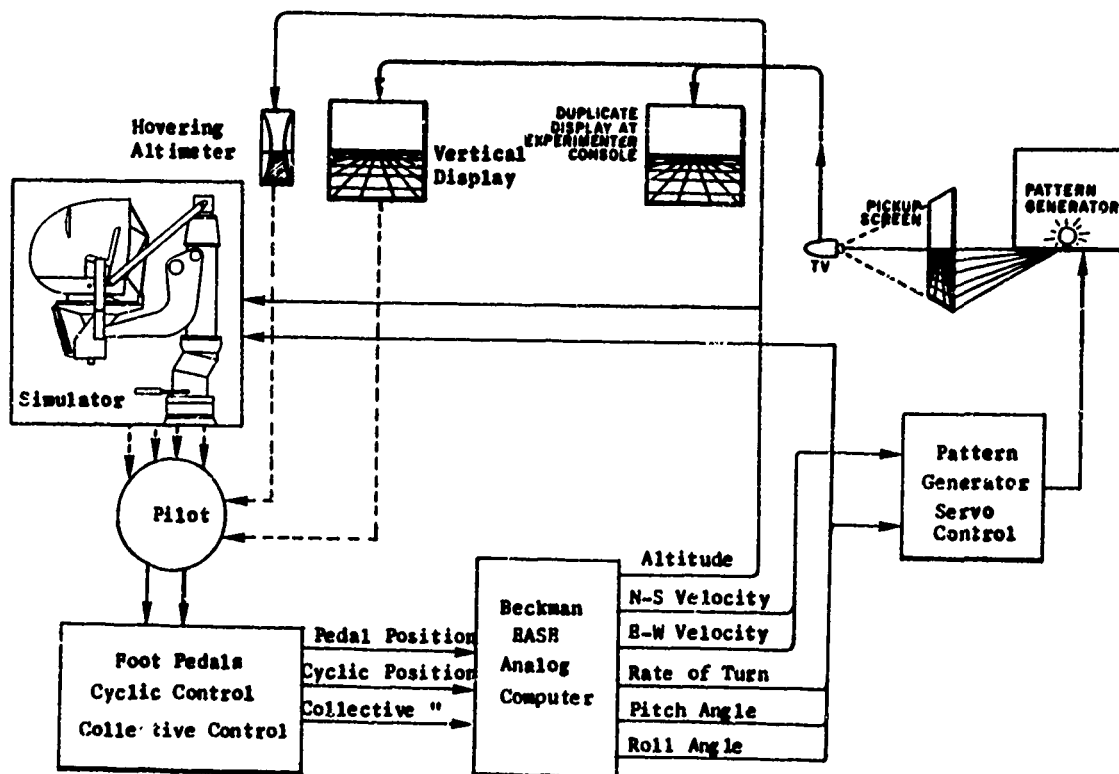 Hovering
Altimeter
Vertical
Display
DUPLICATE
DISPLAY AT
EXPERIMENTER
CONSOLE
PICKUP
SCREEN
PATTERN
GENERATOR
TV
Simulator
Pilot
Pattern
Generator
Servo
Control
Foot Pedals
Cyclic Control
Collective Control
Pedal Position
Cyclic Position
Collective "
Beckman
EASE
Analog
Computer
Altitude
N-S Velocity
E-W Velocity
Rate of Turn
Pitch Angle
Roll Angle